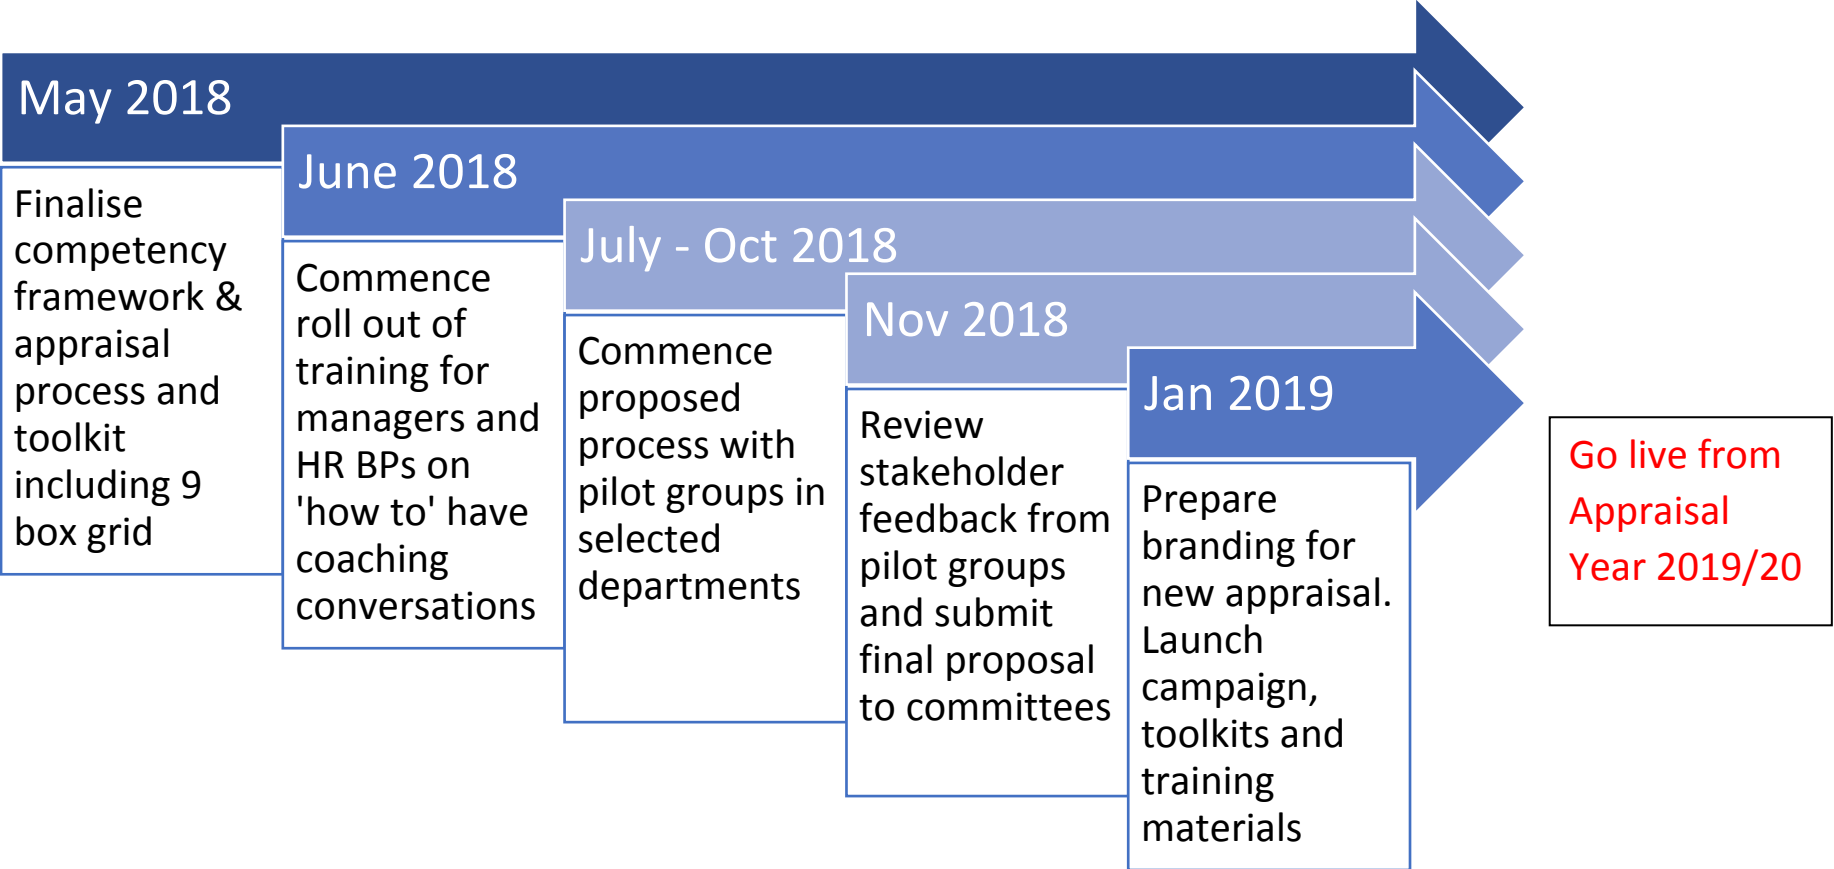 May 2018
Finalise
competency
framework &
appraisal
process and
toolkit
including 9
box grid
June 2018
Commence
roll out of
training for
managers and
HR BPs on
'how to' have
coaching
conversations
July - Oct 2018
Commence
proposed
process with
pilot groups in
selected
departments
Nov 2018
Review
stakeholder
feedback from
pilot groups
and submit
final proposal
to committees
Jan 2019
Prepare
branding for
new appraisal.
Launch
campaign,
toolkits and
training
materials
Go live from
Appraisal
Year 2019/20